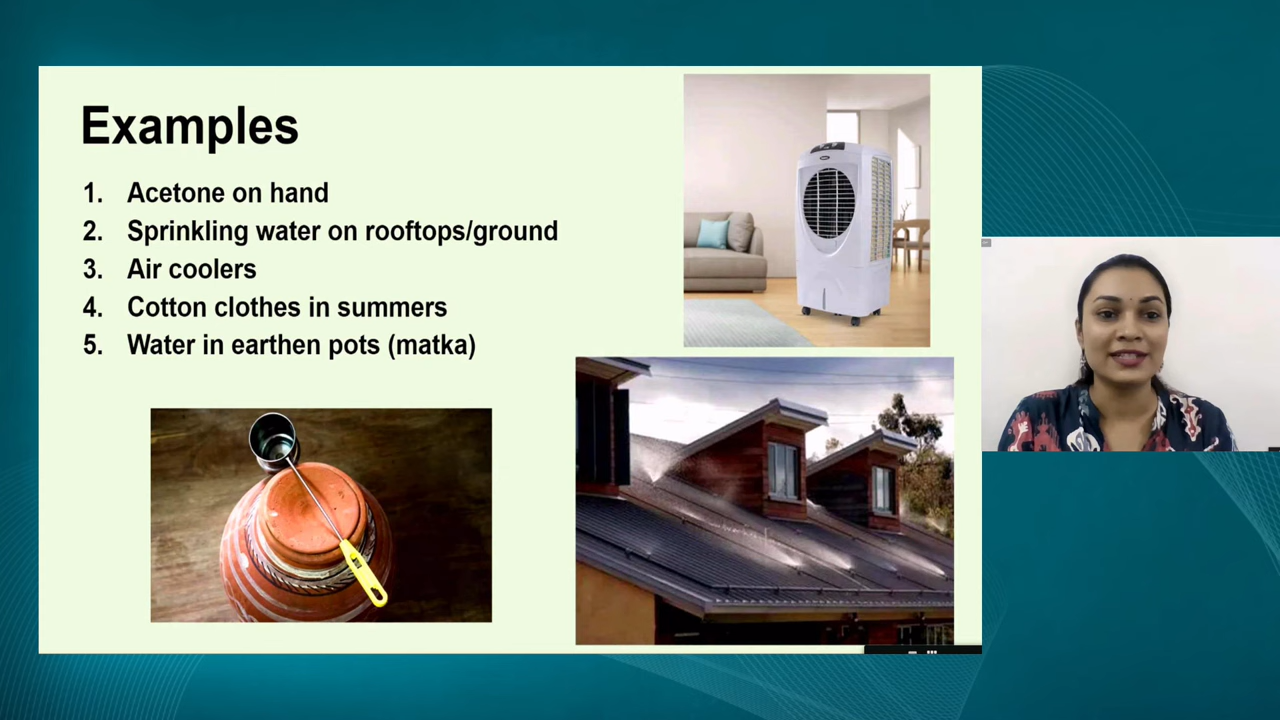 Examples
1. Acetone on hand
2. Sprinkling water on rooftops/ground
3. Air coolers
4. Cotton clothes in summers
5. Water in earthen pots (matka)